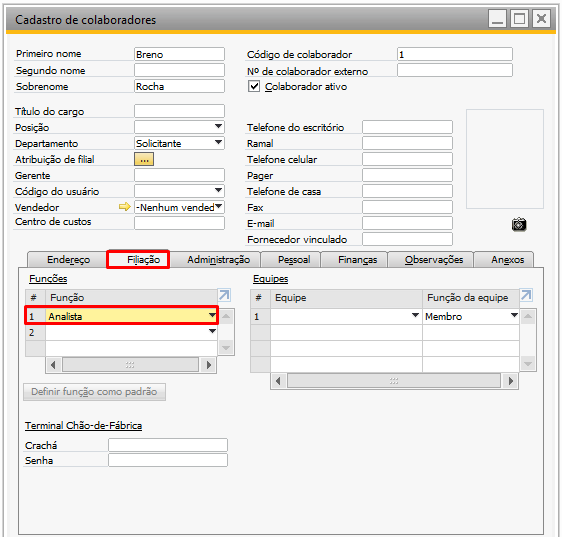 Cadastro de colaboradores
Primeiro nome Breno
Segundo nome
Sobrenome Rocha
Código de colaborador 1
Nº de colaborador externo
Colaborador ativo
Título do cargo
Posição
Departamento Solicitante
Atribuição de filial ...
Gerente
Código do usuário
Vendedor -Nenhum vended
Centro de custos
Telefone do escritório
Ramal
Telefone celular
Pager
Telefone de casa
Fax
E-mail
Fornecedor vinculado
Endereço Filiação Administração Pessoal Finanças Observações Anexos
Funções
# Função
1 Analista
2
Definir função como padrão
Equipes
# Equipe Função da equipe
1 Membro
Terminal Chão-de-Fábrica
Crachá
Senha